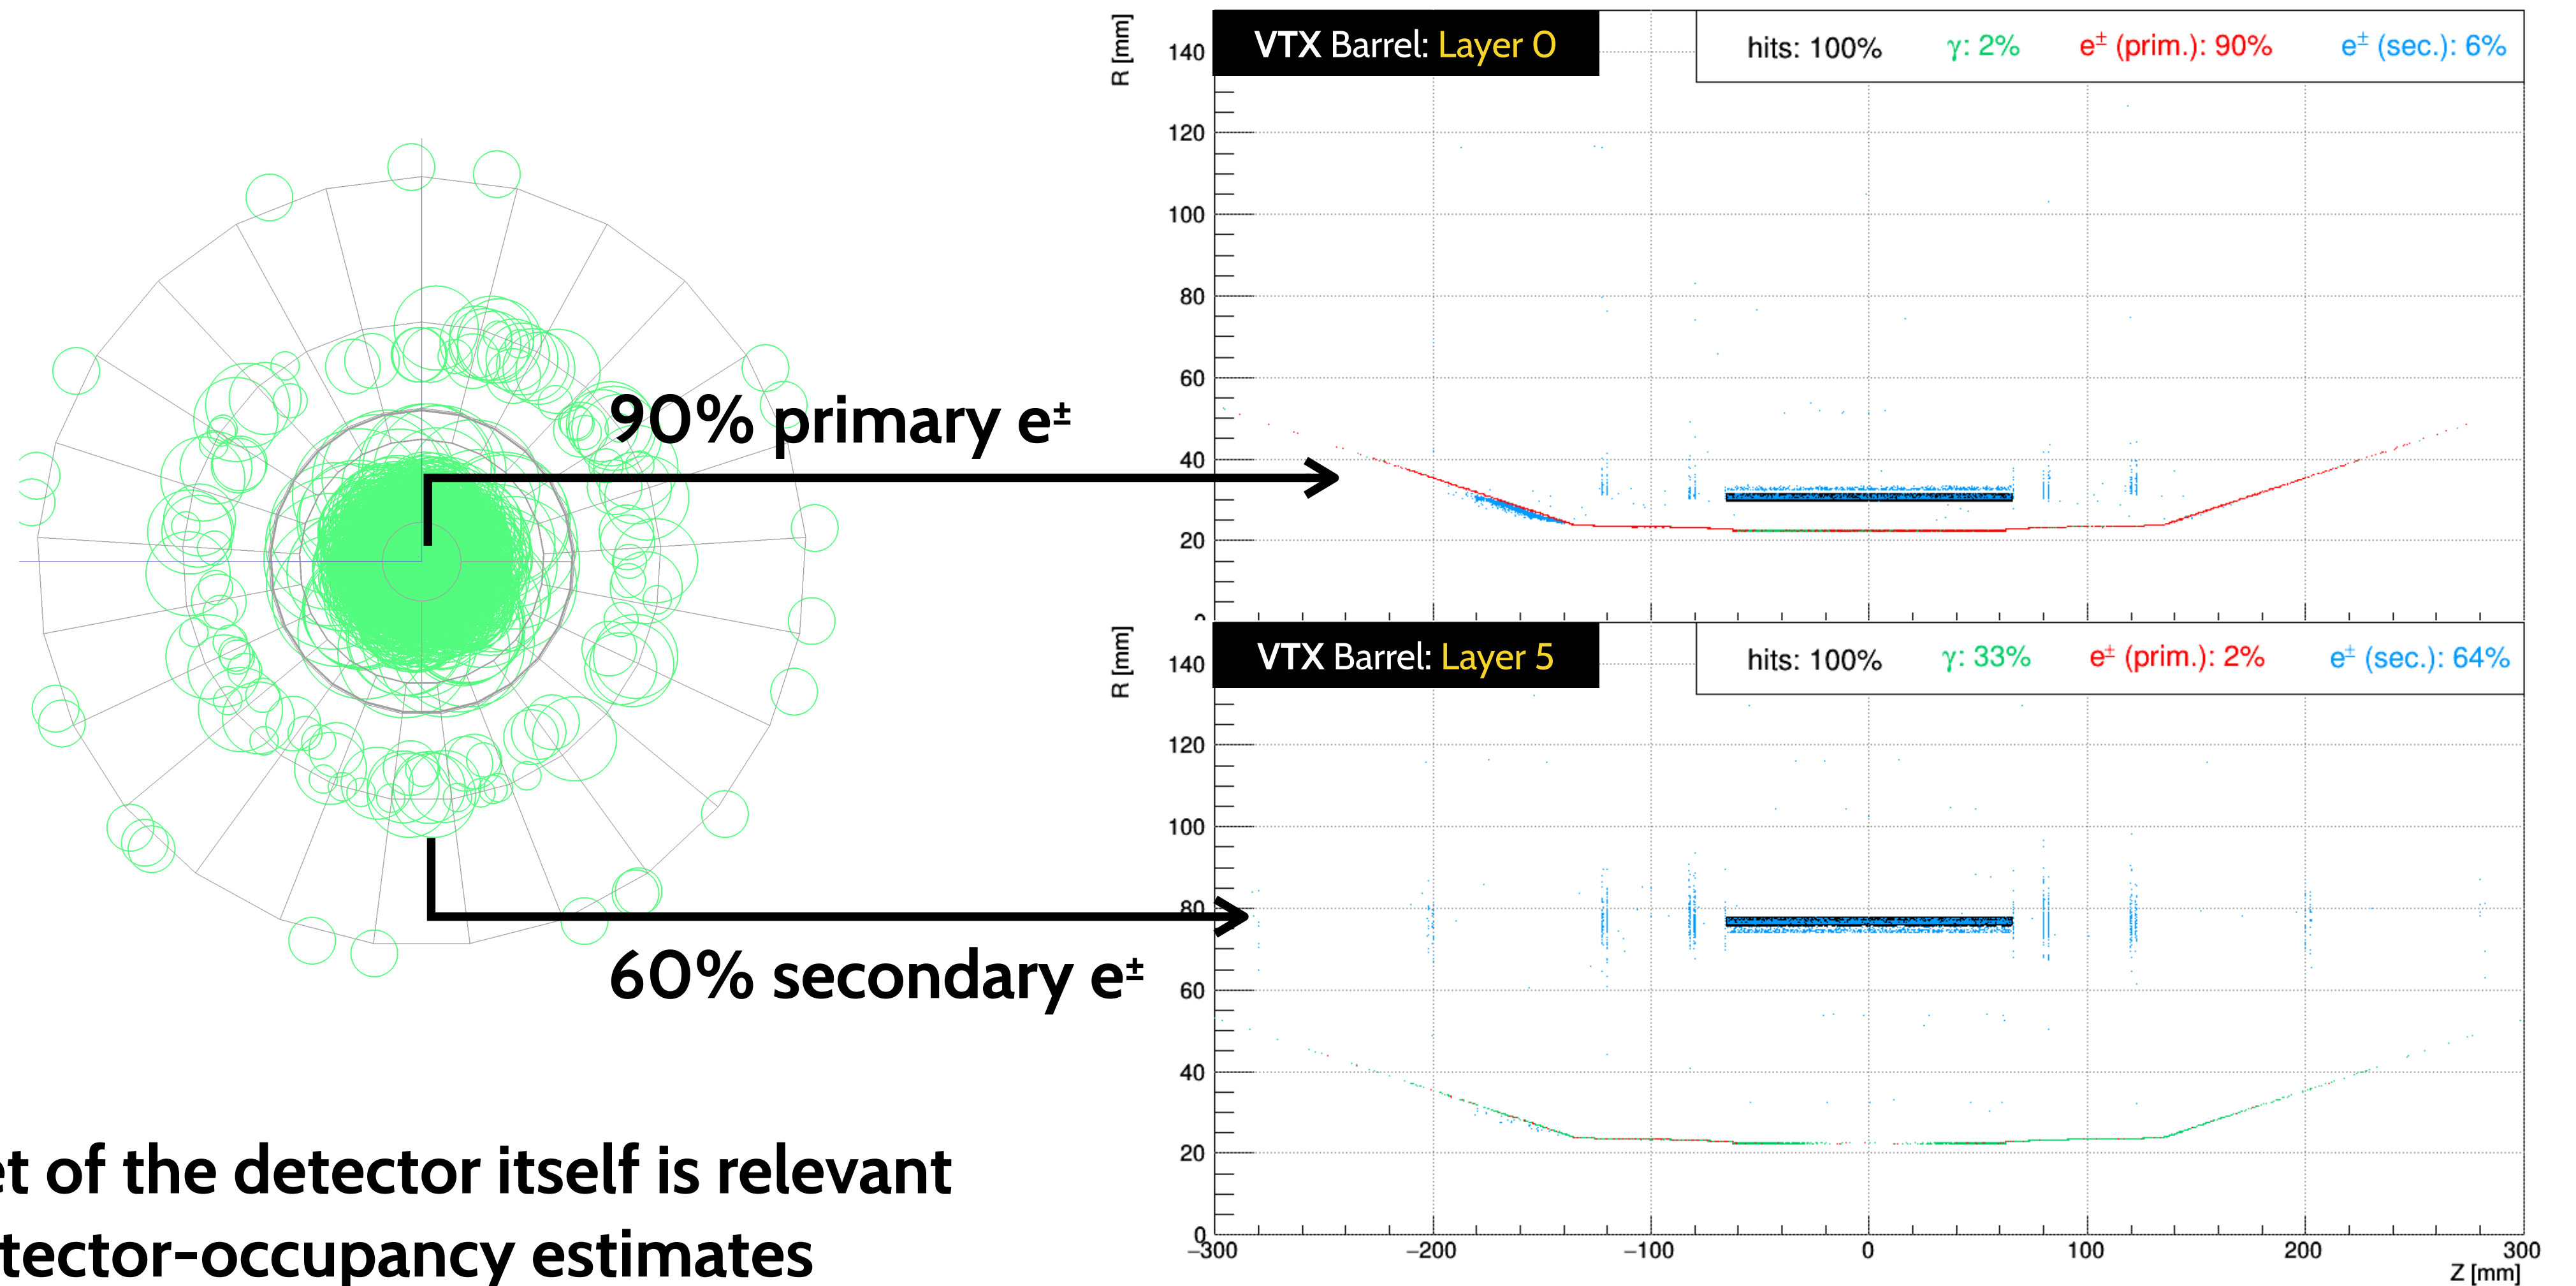 90% primary e±
60% secondary e±
of the detector itself is relevant
estimates
R [mm]
VTX Barrel: Layer 0
hits: 100% γ: 2% e± (prim.): 90% e± (sec.): 6%
140
120
100
80
60
40
20
R [mm]
VTX Barrel: Layer 5
hits: 100% γ: 33% e± (prim.): 2% e± (sec.): 64%
140
120
100
80
60
40
20
0
−300 −200 −100 0 100 200 300
Z [mm]